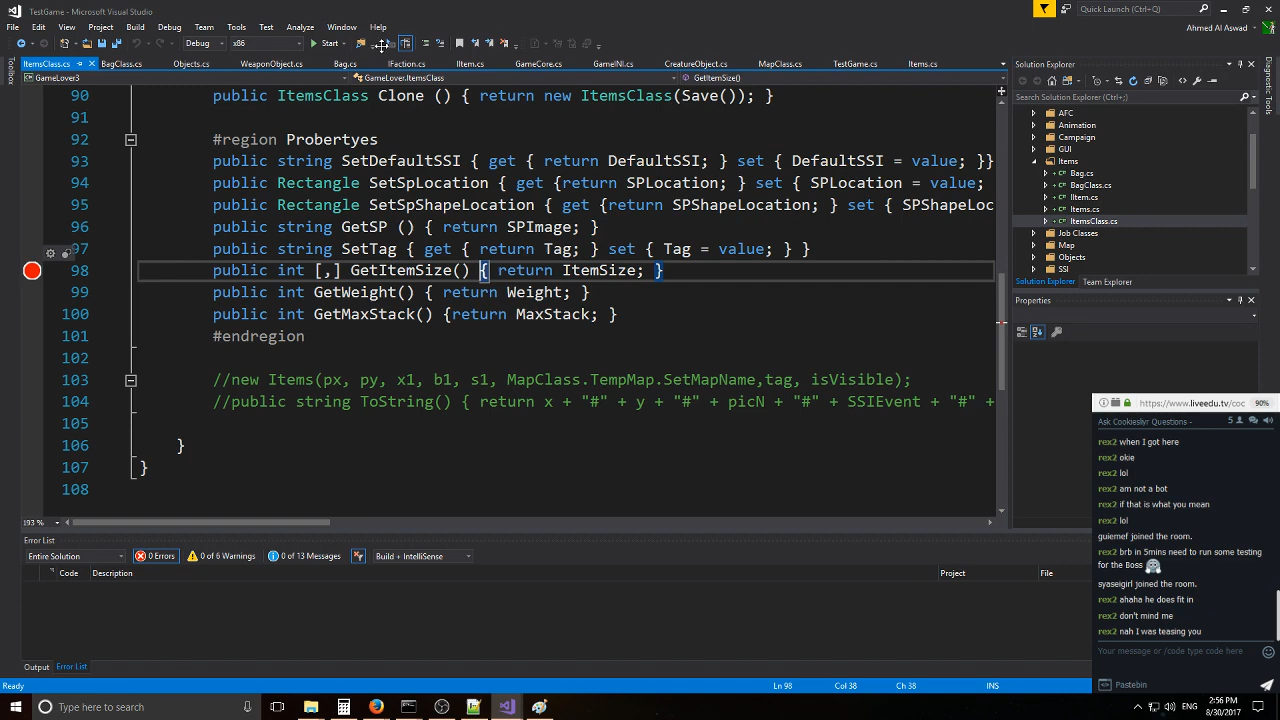 TestGame - Microsoft Visual Studio
Quick Launch (Ctrl+Q)
File Edit View Project Build Debug Team Tools Test Analyze Window Help
Ahmed Al Aswad
Debug x86 Start
ItemsClass.cs BagClass.cs Objects.cs WeaponObject.cs Bag.cs IFaction.cs IItem.cs GameCore.cs GameINI.cs CreatureObject.cs MapClass.cs TestGame.cs Items.cs
GameLover3 GameLover.ItemsClass GetItemSize()
90 public ItemsClass Clone () { return new ItemsClass(Save()); }
91
92 #region Probertyes
93 public string SetDefaultSSI { get { return DefaultSSI; } set { DefaultSSI = value; }}
94 public Rectangle SetSpLocation { get {return SPLocation; } set { SPLocation = value;
95 public Rectangle SetSpShapeLocation { get {return SPShapeLocation; } set { SPShapeLoc
96 public string GetSP () { return SPImage; }
97 public string SetTag { get { return Tag; } set { Tag = value; } }
98 public int [,] GetItemSize() { return ItemSize; }
99 public int GetWeight() { return Weight; }
100 public int GetMaxStack() {return MaxStack; }
101 #endregion
102
103 //new Items(px, py, x1, b1, s1, MapClass.TempMap.SetMapName,tag, isVisible);
104 //public string ToString() { return x + "#" + y + "#" + picN + "#" + SSIEvent + "#" +
105
106 }
107 }
108
193 %
Toolbox
Diagnostic Tools
Solution Explorer
Search Solution Explorer (Ctrl+;)
AFC
Animation
Campaign
GUI
Items
Bag.cs
BagClass.cs
IItem.cs
Items.cs
ItemsClass.cs
Job Classes
Map
Objects
SSI
Solution Explorer Team Explorer
Properties
Error List
Entire Solution 0 Errors 0 of 6 Warnings 0 of 13 Messages Build + IntelliSense
Code Description Project File
Output Error List
Ready Ln 98 Col 38 Ch 38 INS
https://www.liveedu.tv/coc 90%
Ask Cookiesliyr Questions - 5
rex2 when I got here
rex2 okie
rex2 lol
rex2 am not a bot
rex2 if that is what you mean
rex2 lol
guiemef joined the room.
rex2 brb in 5mins need to run some testing
for the Boss
syaseigirl joined the room.
rex2 ahaha he does fit in
rex2 don't mind me
rex2 nah I was teasing you
Your message or /code type code here
Pastebin
Type here to search
ENG
2:56 PM
8/30/2017